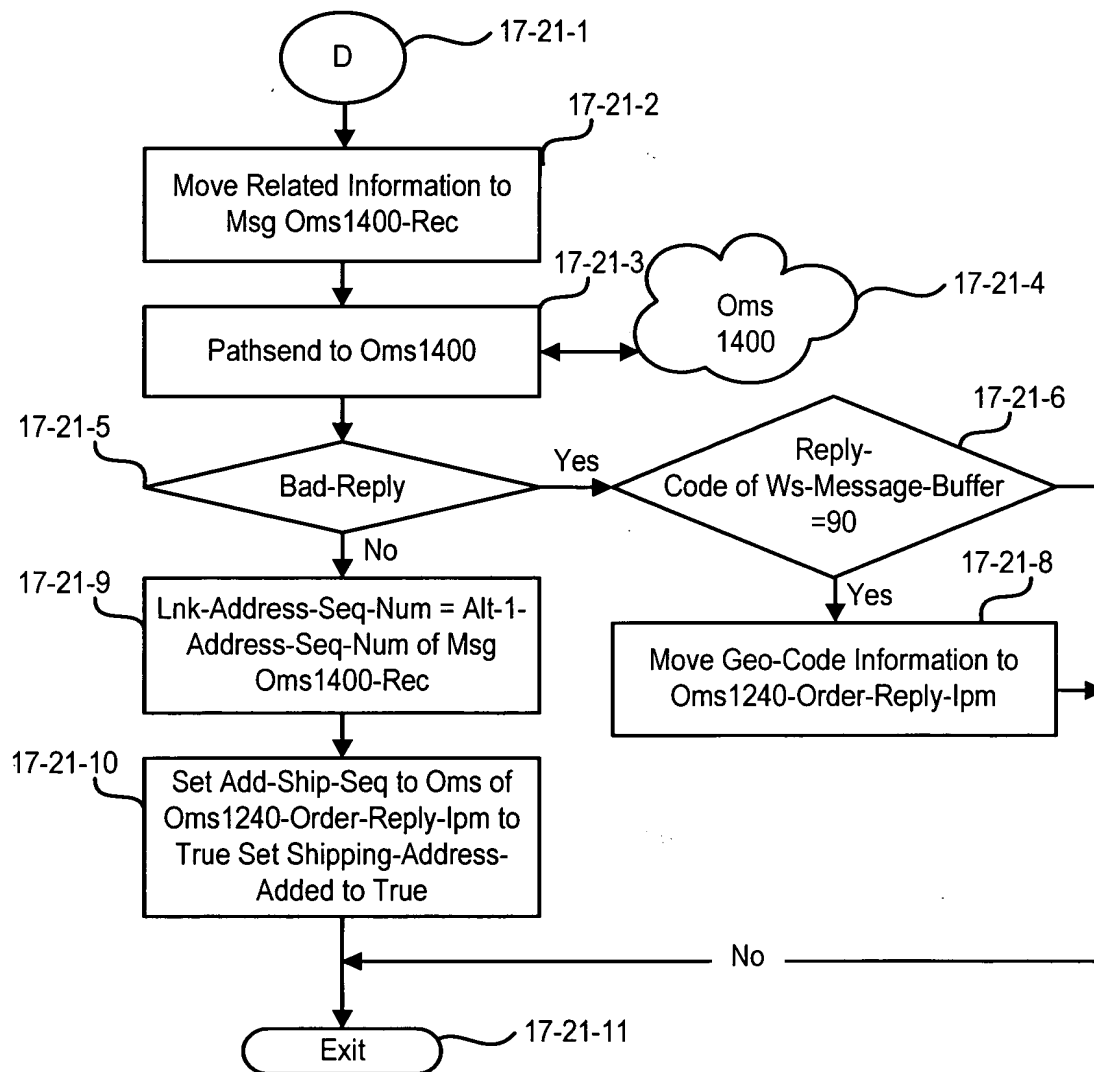 17-21-1
D
17-21-2
Move Related Information to
Msg Oms1400-Rec
17-21-3
Pathsend to Oms1400
17-21-4
Oms
1400
17-21-5
Bad-Reply
Yes
17-21-6
Reply-
Code of Ws-Message-Buffer
=90
No
17-21-9
Lnk-Address-Seq-Num = Alt-1-
Address-Seq-Num of Msg
Oms1400-Rec
Yes
17-21-8
Move Geo-Code Information to
Oms1240-Order-Reply-Ipm
17-21-10
Set Add-Ship-Seq to Oms of
Oms1240-Order-Reply-Ipm to
True Set Shipping-Address-
Added to True
No
Exit
17-21-11